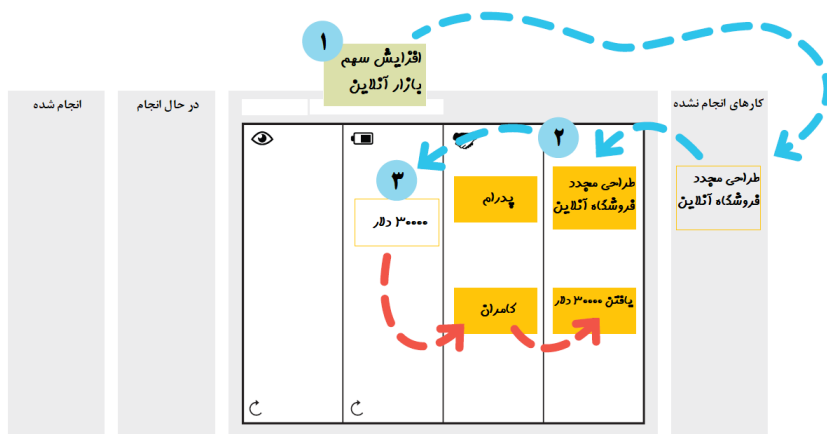 ۱
افزایش سهم
بازار آنلاین
کارهای انجام نشده
در حال انجام
انجام شده
۲
طراحی مجدد
فروشگاه آنلاین
طراحی مجدد
فروشگاه آنلاین
پدرام
۳
۳۰۰۰۰ دلار
یافتن ۳۰۰۰۰ دلار
کامران